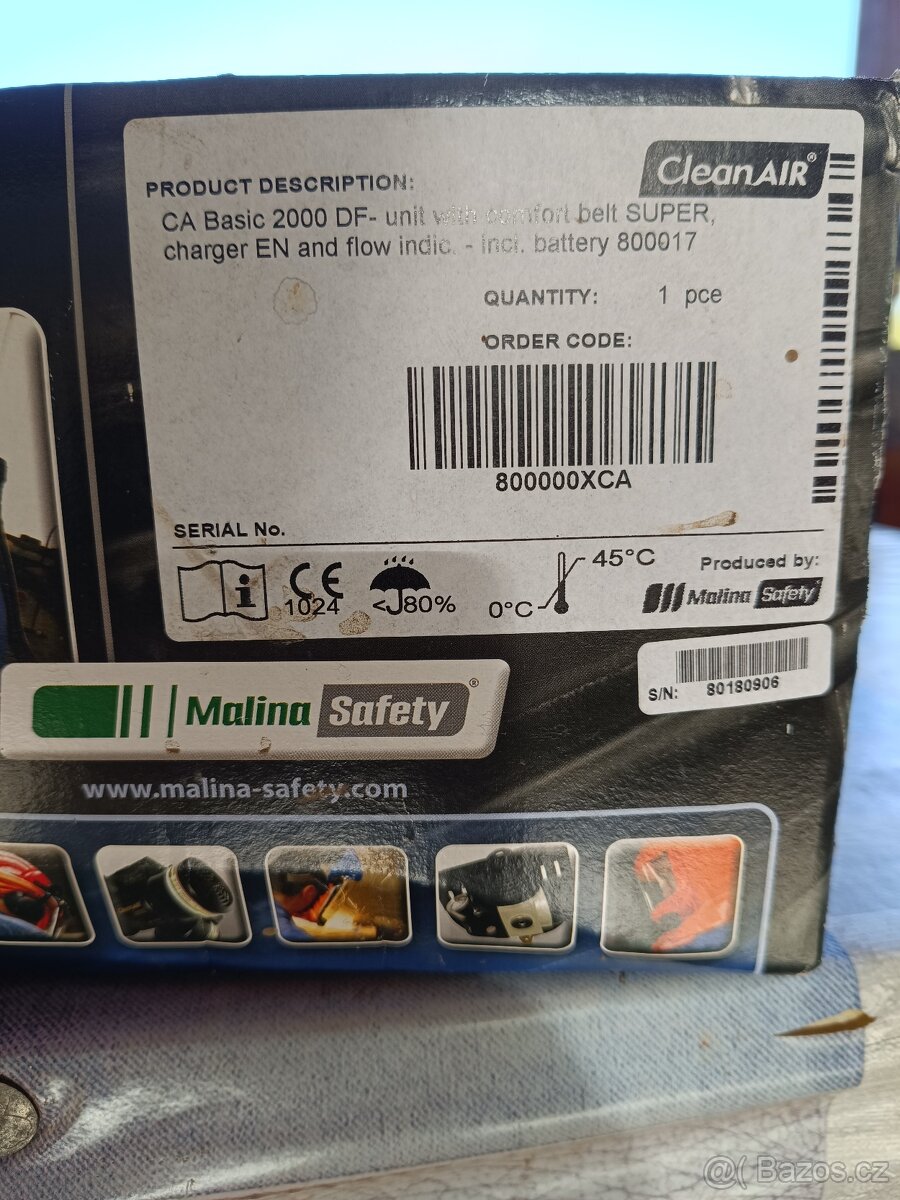 CleanAIR®
PRODUCT DESCRIPTION:
CA Basic 2000 DF- unit with comfort belt SUPER,
charger EN and flow indic. - incl. battery 800017
QUANTITY: 1 pce
ORDER CODE:
800000XCA
SERIAL No.
i
CE
1024
<80%
0°C
45°C
Produced by:
Malina Safety
S/N: 80180906
Malina Safety®
www.malina-safety.com
@( Bazos.cz